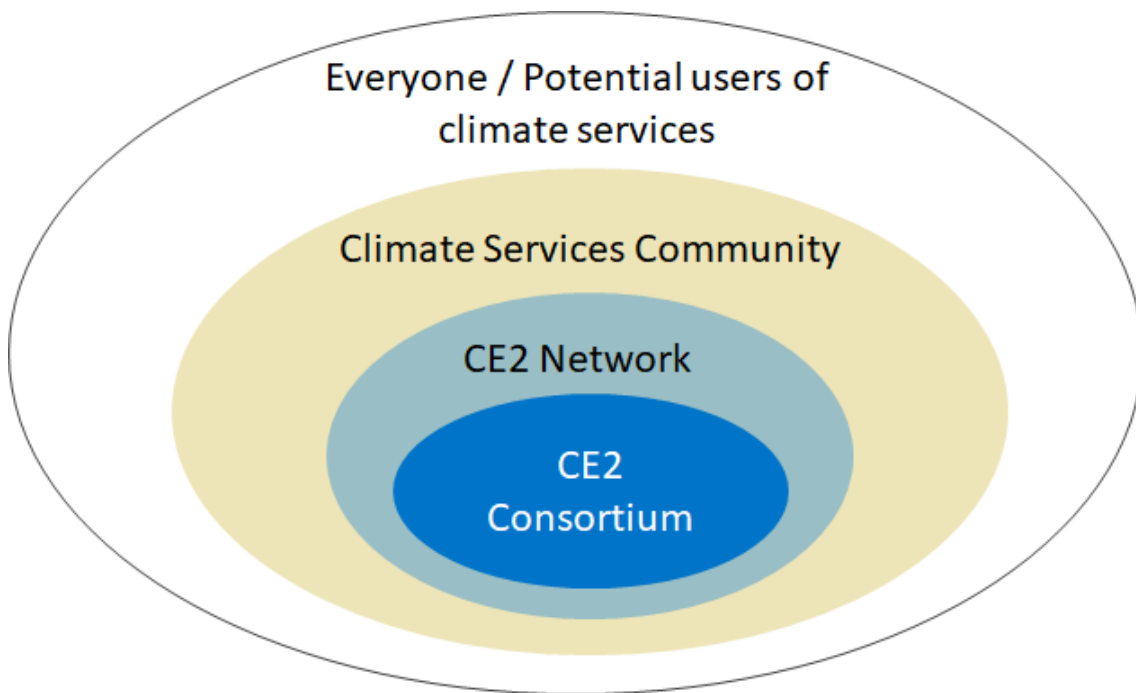 Everyone / Potential users of
climate services
Climate Services Community
CE2 Network
CE2
Consortium